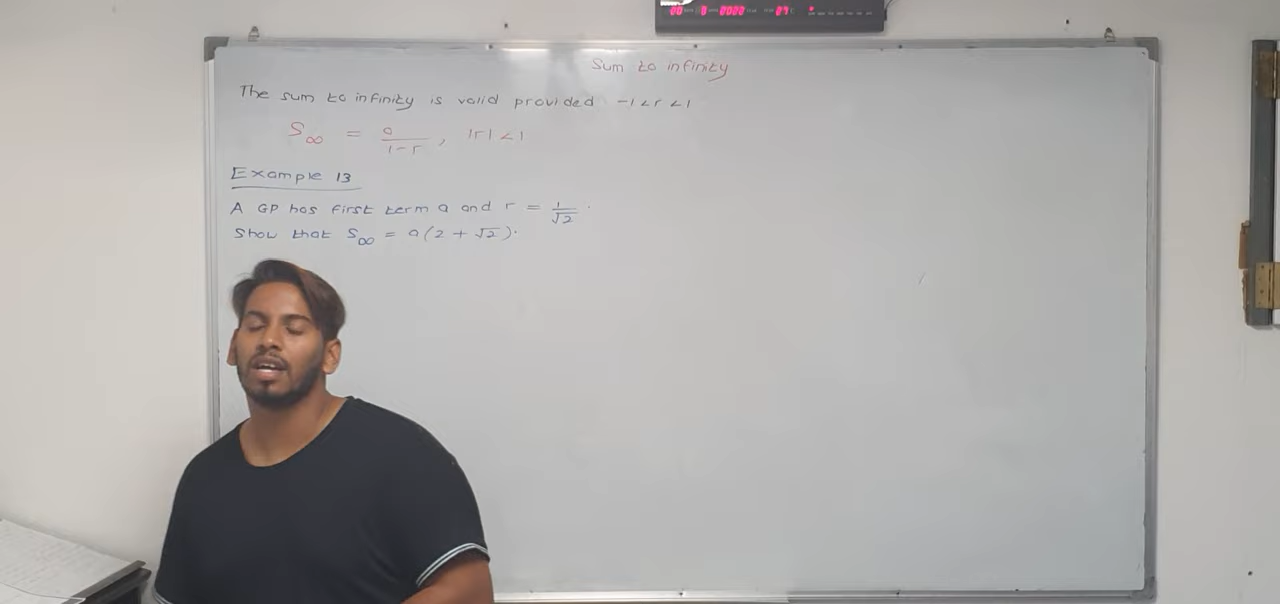 Sum to infinity
The sum to infinity is valid provided -1 < r < 1
S∞ = a/(1-r), |r| < 1
Example 13
A GP has first term a and r = 1/√2.
Show that S∞ = a(2 + √2).